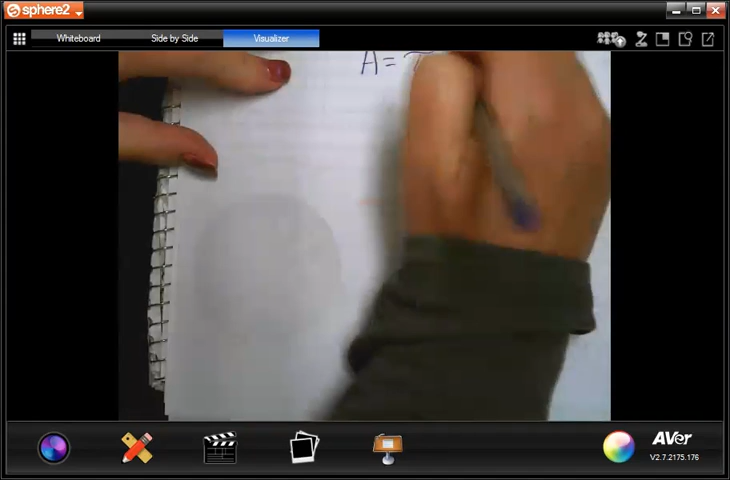 sphere2
Whiteboard
Side by Side
Visualizer
A=
AVer
V2.7.2175.176